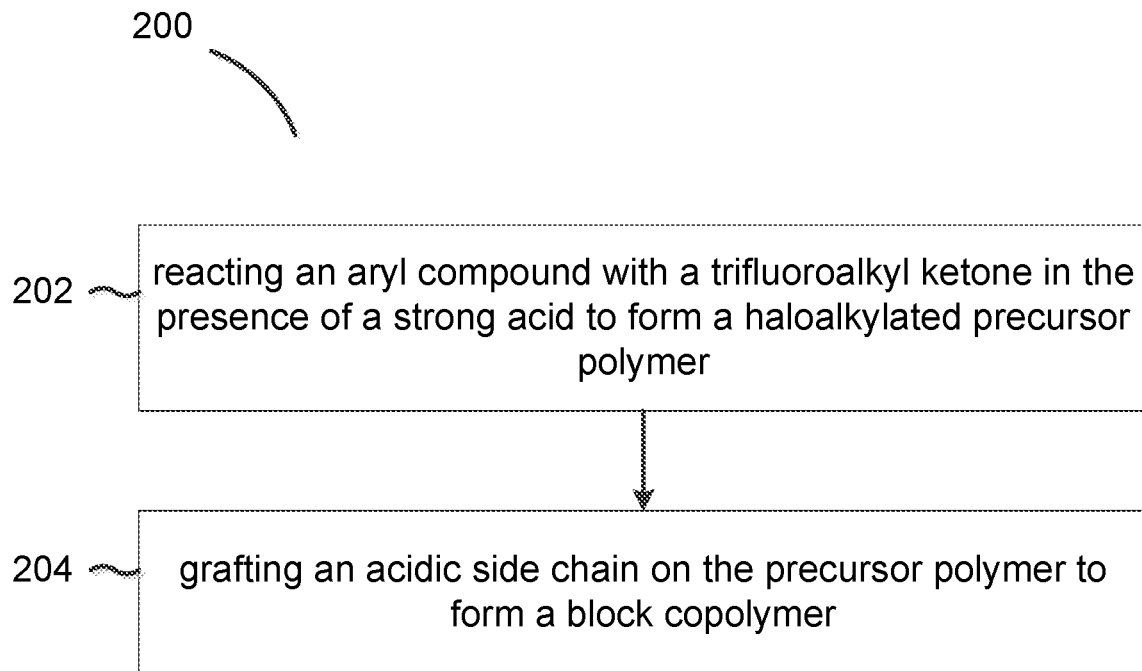 200
202
reacting an aryl compound with a trifluoroalkyl ketone in the
presence of a strong acid to form a haloalkylated precursor
polymer
204
grafting an acidic side chain on the precursor polymer to
form a block copolymer